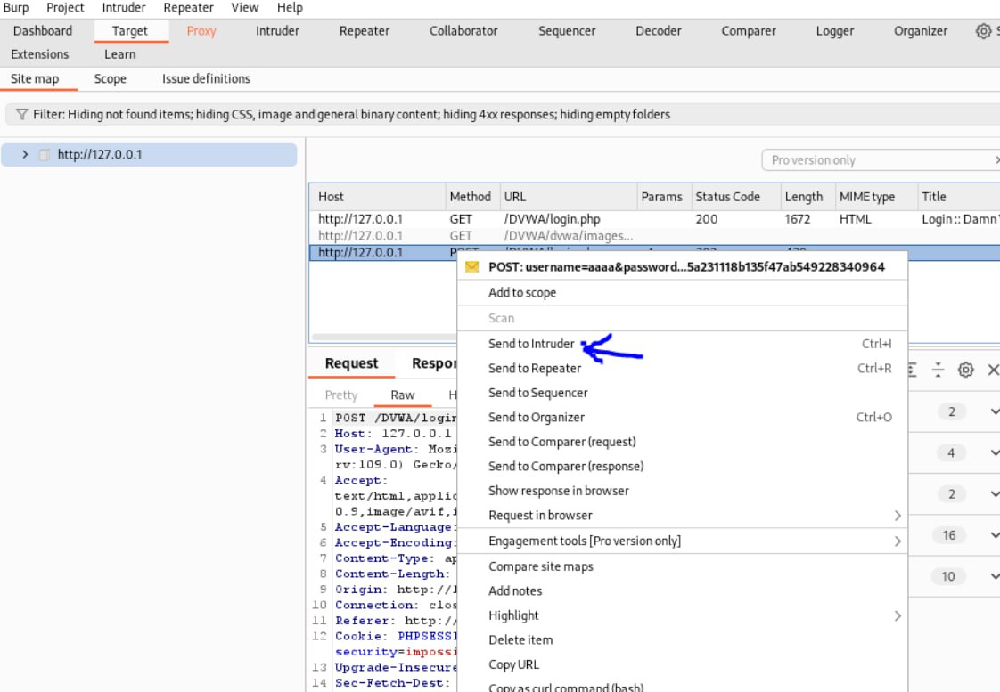 Burp Project Intruder Repeater View Help
Dashboard Target Proxy Intruder Repeater Collaborator Sequencer Decoder Comparer Logger Organizer
Extensions Learn
Site map Scope Issue definitions
Filter: Hiding not found items; hiding CSS, image and general binary content; hiding 4xx responses; hiding empty folders
http://127.0.0.1
Pro version only
Host Method URL Params Status Code Length MIME type Title
http://127.0.0.1 GET /DVWA/login.php 200 1672 HTML Login :: Damn
http://127.0.0.1 GET /DVWA/dvwa/images...
http://127.0.0.1
POST: username=aaaa&password...5a231118b135f47ab549228340964
Add to scope
Scan
Send to Intruder Ctrl+I
Send to Repeater Ctrl+R
Send to Sequencer
Send to Organizer Ctrl+O
Send to Comparer (request)
Send to Comparer (response)
Show response in browser
Request in browser
Engagement tools [Pro version only]
Compare site maps
Add notes
Highlight
Delete item
Copy URL
Copy as curl command (bash)
Request Respon
Pretty Raw H
1 POST /DVWA/login
2 Host: 127.0.0.1
3 User-Agent: Mozi
rv:109.0) Gecko/
4 Accept:
text/html,applic
0.9,image/avif,i
5 Accept-Language:
6 Accept-Encoding:
7 Content-Type: ap
8 Content-Length:
9 Origin: http://1
10 Connection: clos
11 Referer: http://
12 Cookie: PHPSESSI
security=impossi
13 Upgrade-Insecure
14 Sec-Fetch-Dest:
2
4
2
16
10